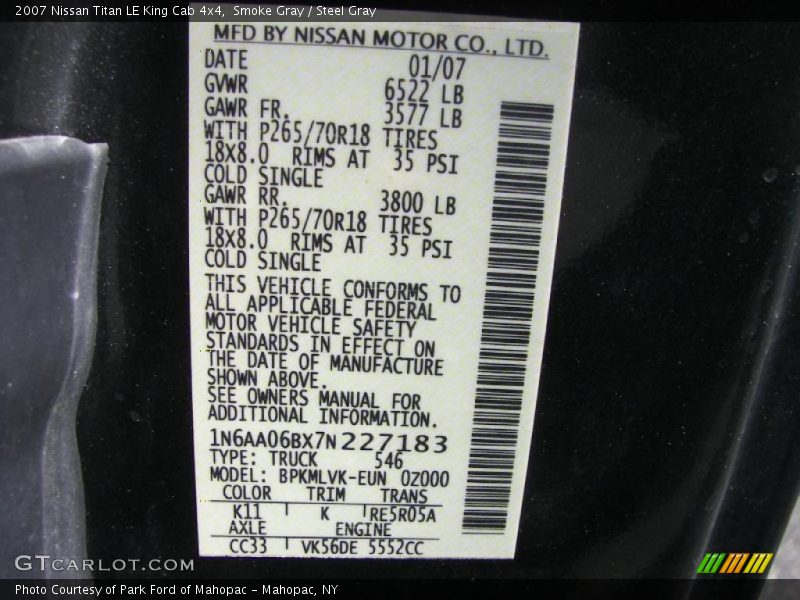 2007 Nissan Titan LE King Cab 4x4, Smoke Gray / Steel Gray
MFD BY NISSAN MOTOR CO., LTD.
DATE 01/07
GVWR 6522 LB
GAWR FR. 3577 LB
WITH P265/70R18 TIRES
18X8.0 RIMS AT 35 PSI
COLD SINGLE
GAWR RR. 3800 LB
WITH P265/70R18 TIRES
18X8.0 RIMS AT 35 PSI
COLD SINGLE
THIS VEHICLE CONFORMS TO
ALL APPLICABLE FEDERAL
MOTOR VEHICLE SAFETY
STANDARDS IN EFFECT ON
THE DATE OF MANUFACTURE
SHOWN ABOVE.
SEE OWNERS MANUAL FOR
ADDITIONAL INFORMATION.
1N6AA06BX7N227183
TYPE: TRUCK 546
MODEL: BPKMLVK-EUN 0Z000
COLOR TRIM TRANS
K11 K RE5R05A
AXLE ENGINE
CC33 VK56DE 5552CC
GTCARLOT.COM
Photo Courtesy of Park Ford of Mahopac - Mahopac, NY